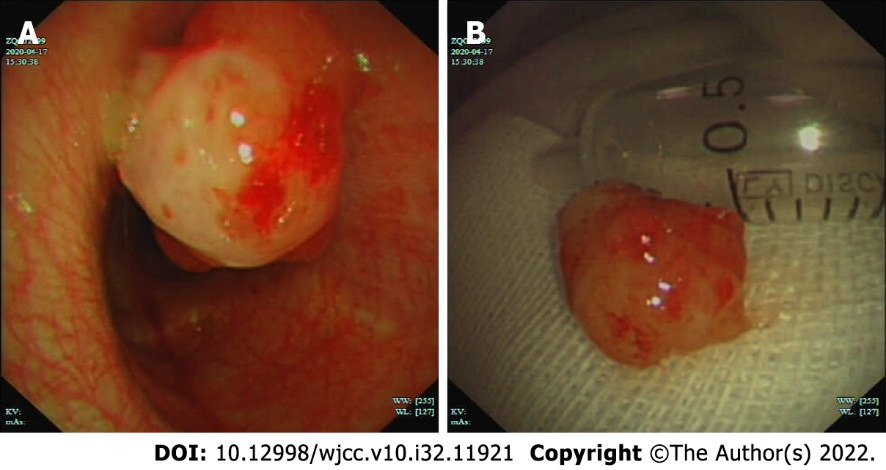 A
2020-04-17
15:30:38
KV:
mAs:
WW: [255]
WL: [127]
B
2020-04-17
15:30:38
0.5
DISC
KV:
mAs:
WW: [255]
WL: [127]
DOI: 10.12998/wjcc.v10.i32.11921 Copyright ©The Author(s) 2022.